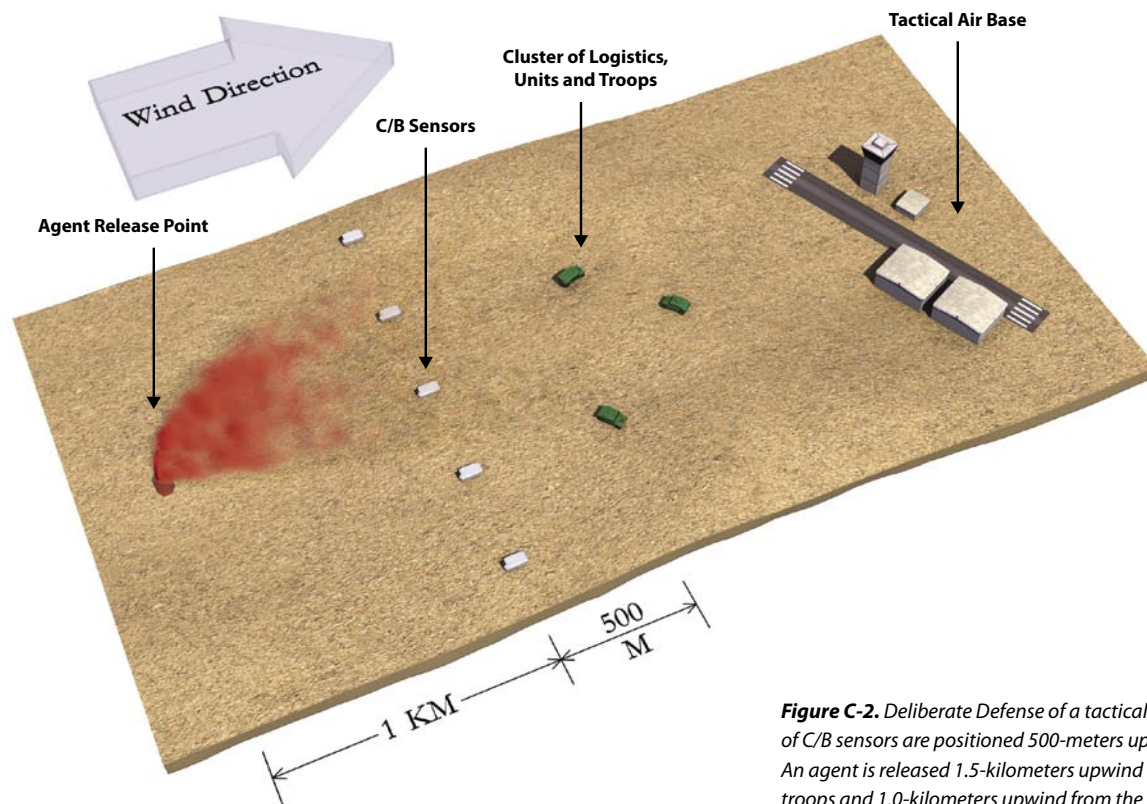 Tactical Air Base
Cluster of Logistics,
Units and Troops
Wind Direction
C/B Sensors
Agent Release Point
500
M
1 KM
Figure C-2. Deliberate Defense of a tactical
of C/B sensors are positioned 500-meters up
An agent is released 1.5-kilometers upwind
troops and 1.0-kilometers upwind from the